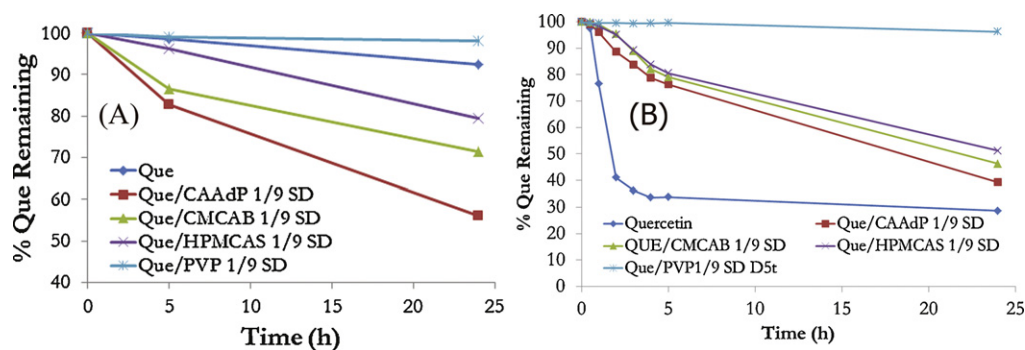 100
90
80
70
60
50
40
% Que Remaining
(A)
Que
Que/CAAdP 1/9 SD
Que/CMCAB 1/9 SD
Que/HPMCAS 1/9 SD
Que/PVP 1/9 SD
0 5 10 15 20 25
Time (h)
100
90
80
70
60
50
40
30
20
10
0
% Que Remaining
(B)
Quercetin
Que/CAAdP 1/9 SD
QUE/CMCAB 1/9 SD
Que/HPMCAS 1/9 SD
Que/PVP1/9 SD D5t
0 5 10 15 20 25
Time (h)